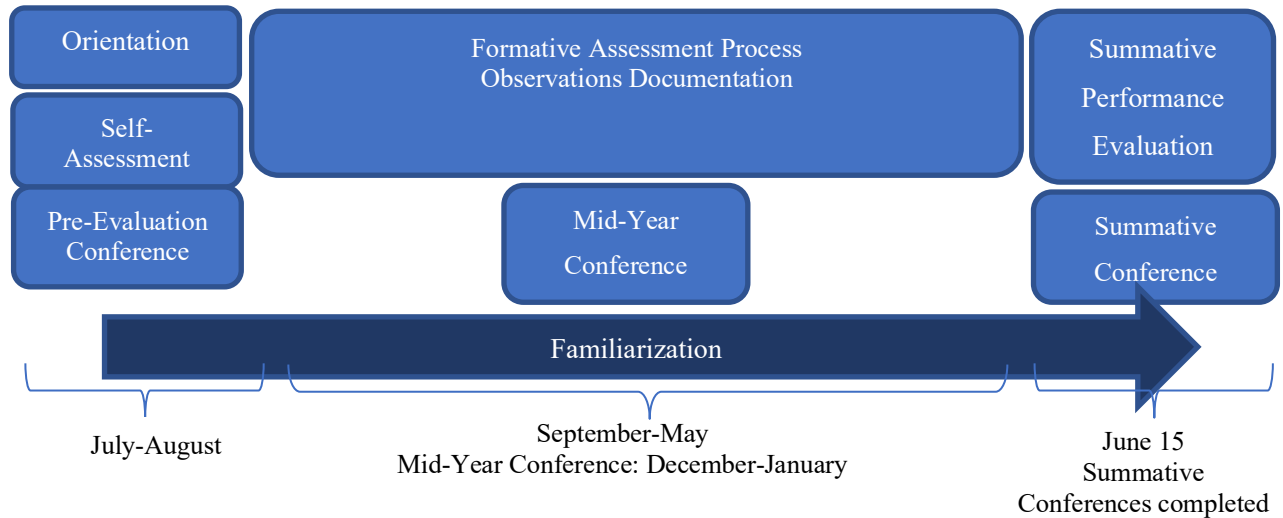 Orientation
Self-
Assessment
Pre-Evaluation
Conference
Formative Assessment Process
Observations Documentation
Mid-Year
Conference
Summative
Performance
Evaluation
Summative
Conference
Familiarization
July-August
September-May
Mid-Year Conference: December-January
June 15
Summative
Conferences completed